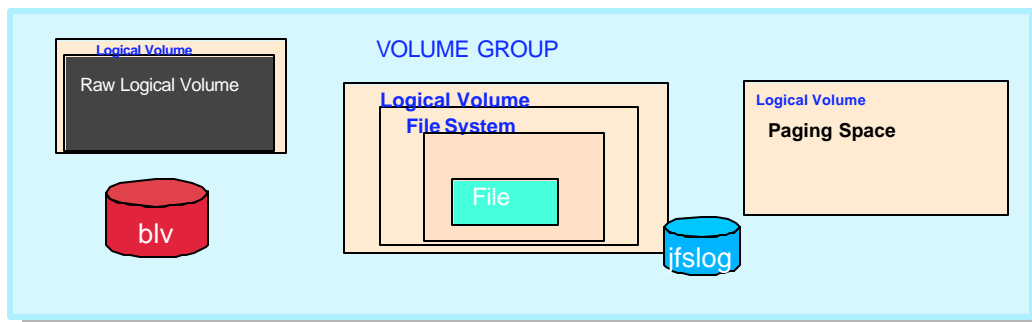 VOLUME GROUP
Logical Volume
Raw Logical Volume
blv
Logical Volume
File System
File
jfslog
Logical Volume
Paging Space